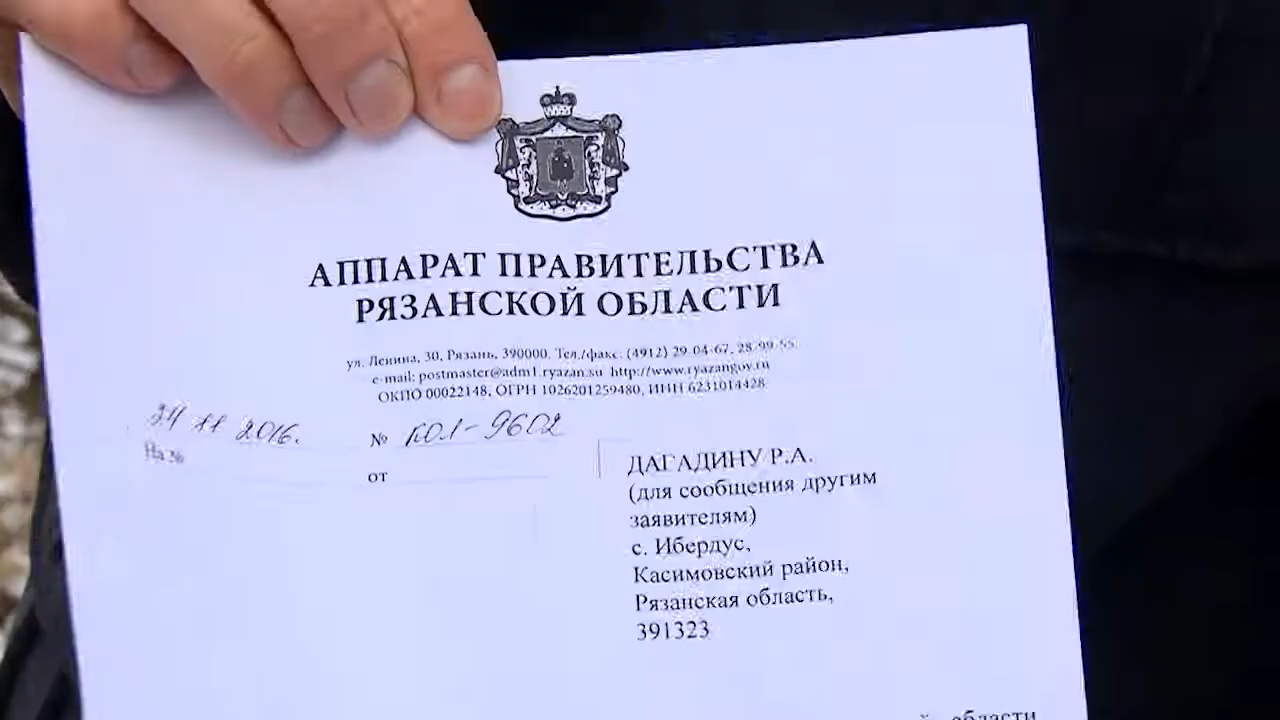 АППАРАТ ПРАВИТЕЛЬСТВА
РЯЗАНСКОЙ ОБЛАСТИ
ул. Ленина, 30, Рязань, 390000, Тел./факс: (4912) 29-04-67, 28-99-55
e-mail: postmaster@adm1.ryazan.su http://www.ryazangov.ru
ОКПО 00022148, ОГРН 1026201259480, ИНН 6231014428
24 11 2016. № К01-9602
На № от
ДАГАДИНУ Р.А.
(для сообщения другим
заявителям)
с. Ибердус,
Касимовский район,
Рязанская область,
391323
области